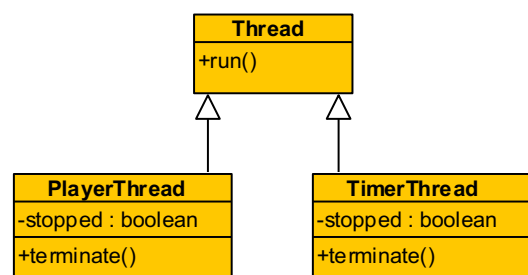 Thread
+run()
PlayerThread
-stopped : boolean
+terminate()
TimerThread
-stopped : boolean
+terminate()